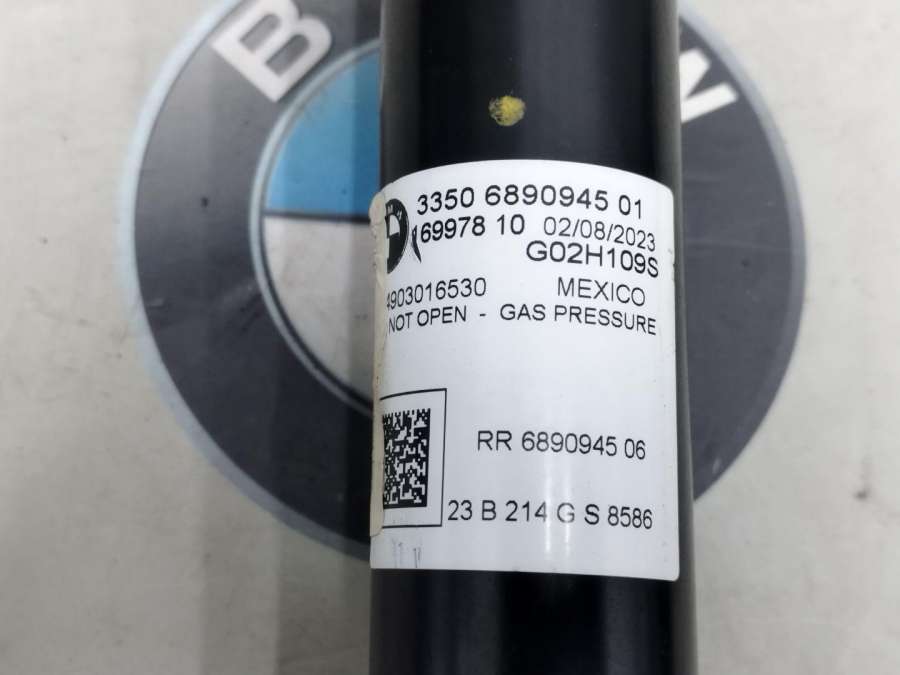 B W
3350 6890945 01
69978 10 02/08/2023
G02H109S
4903016530 MEXICO
NOT OPEN - GAS PRESSURE
RR 6890945 06
23 B 214 G S 8586